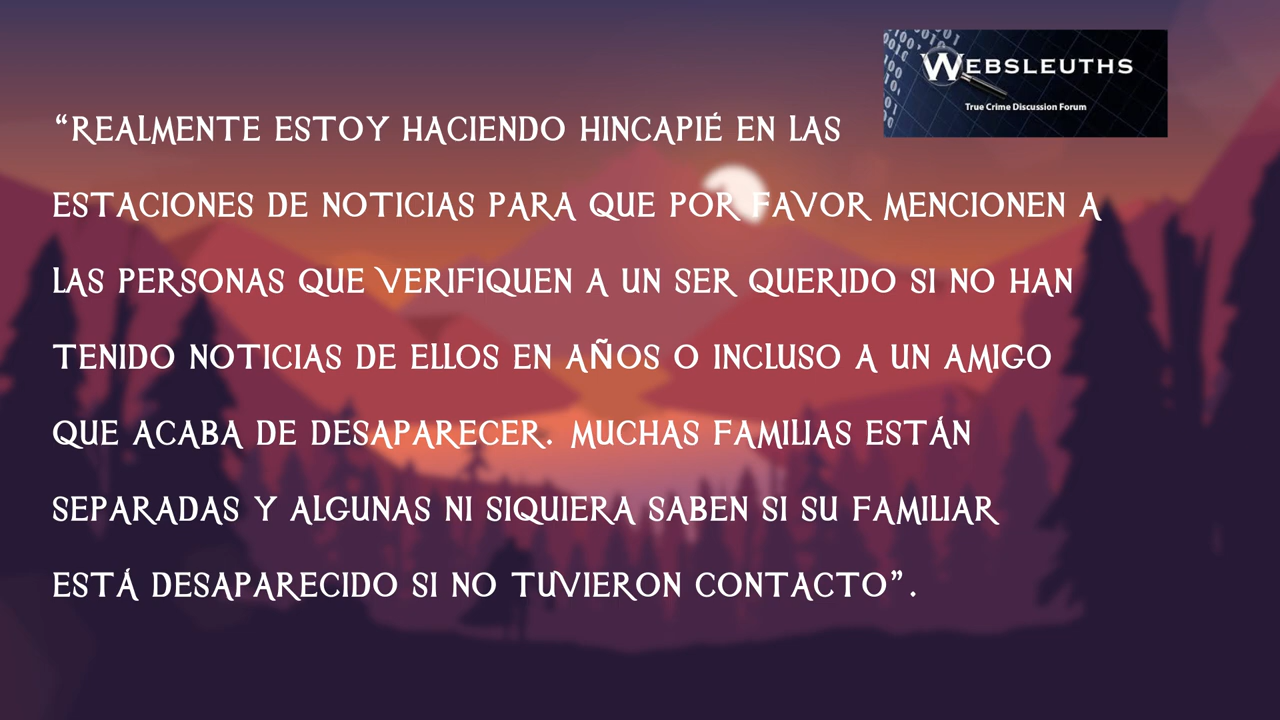 WEBSLEUTHS
True Crime Discussion Forum
“REALMENTE ESTOY HACIENDO HINCAPIÉ EN LAS
ESTACIONES DE NOTICIAS PARA QUE POR FAVOR MENCIONEN A
LAS PERSONAS QUE VERIFIQUEN A UN SER QUERIDO SI NO HAN
TENIDO NOTICIAS DE ELLOS EN AÑOS O INCLUSO A UN AMIGO
QUE ACABA DE DESAPARECER. MUCHAS FAMILIAS ESTÁN
SEPARADAS Y ALGUNAS NI SIQUIERA SABEN SI SU FAMILIAR
ESTÁ DESAPARECIDO SI NO TUVIERON CONTACTO”.